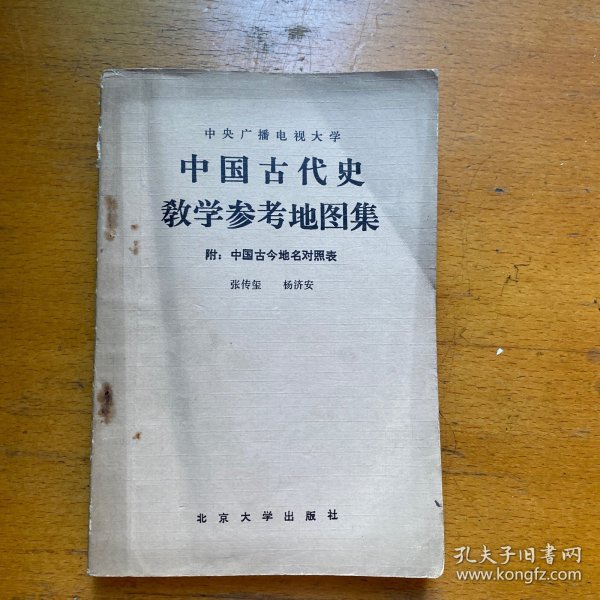 中央广播电视大学
中国古代史
教学参考地图集
附：中国古今地名对照表
张传玺 杨济安
北京大学出版社
孔夫子旧书网
www.kongfz.com